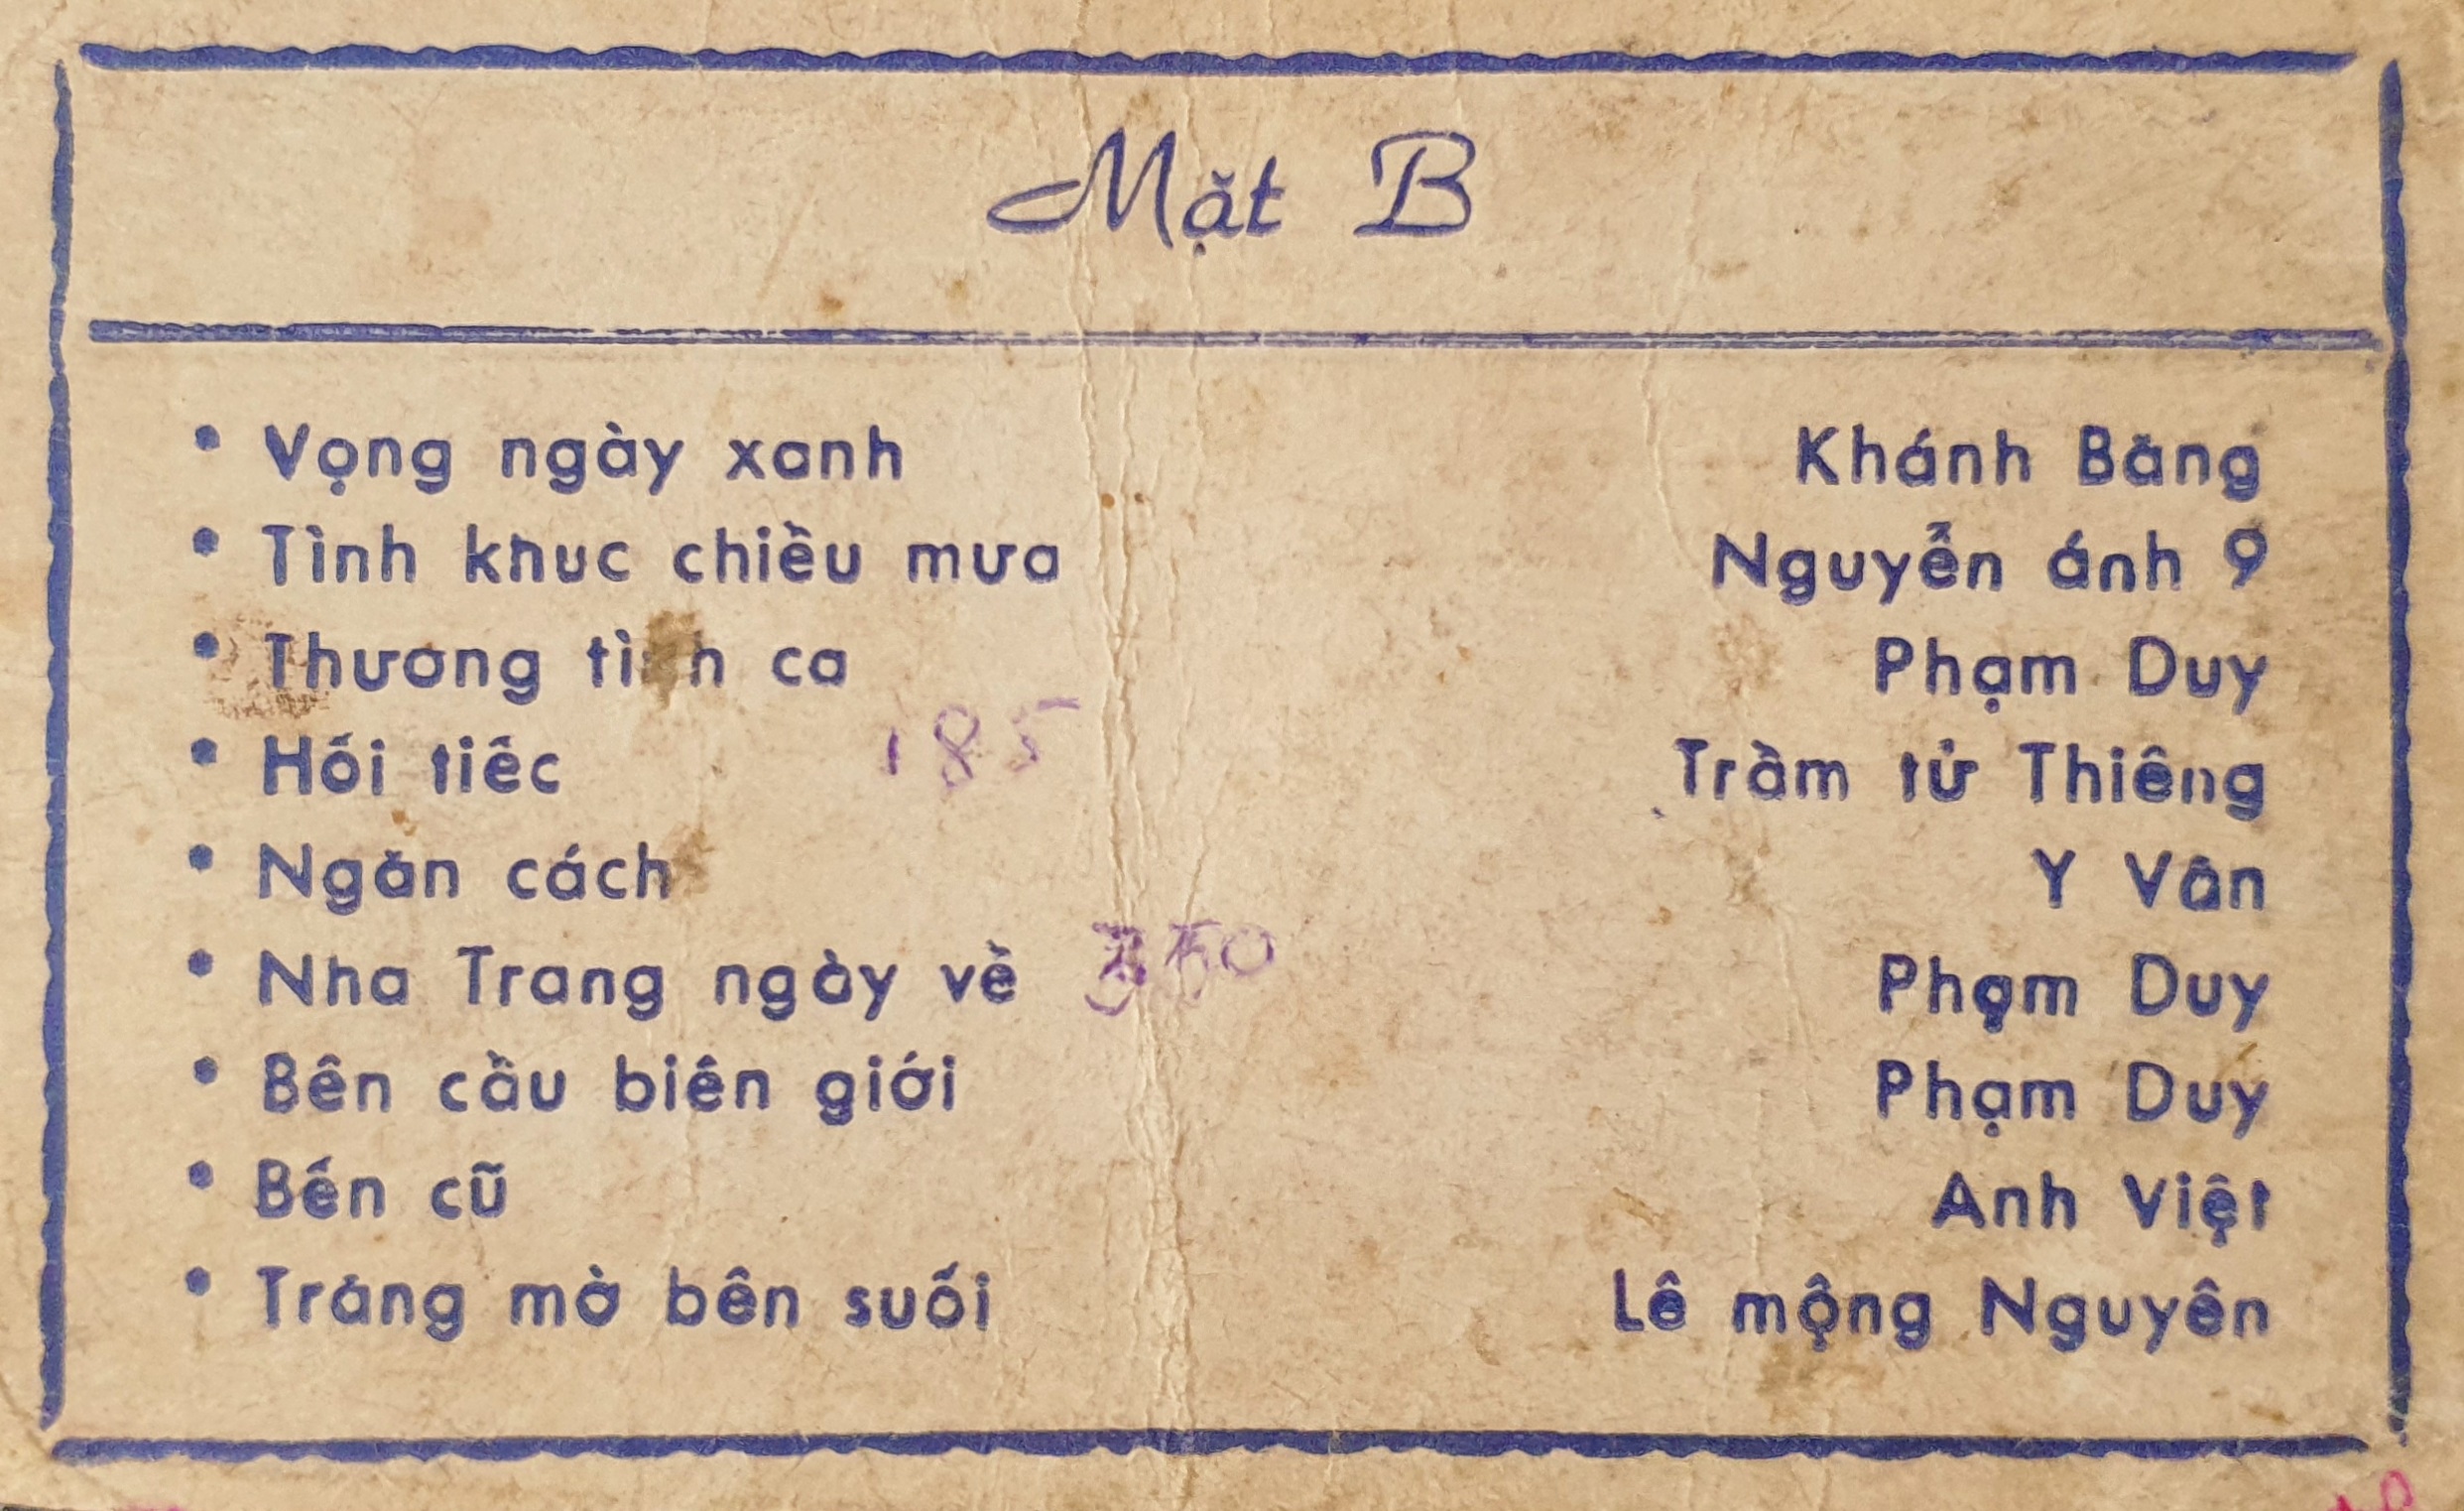 Mặt B
• Vọng ngày xanh Khánh Băng
• Tình khuc chiều mưa Nguyễn ánh 9
• Thương tình ca Phạm Duy
• Hối tiếc Trầm tử Thiêng
• Ngăn cách Y Vân
• Nha Trang ngày về Phạm Duy
• Bên cầu biên giới Phạm Duy
• Bến cũ Anh Việt
• Trăng mờ bên suối Lê mộng Nguyên
185